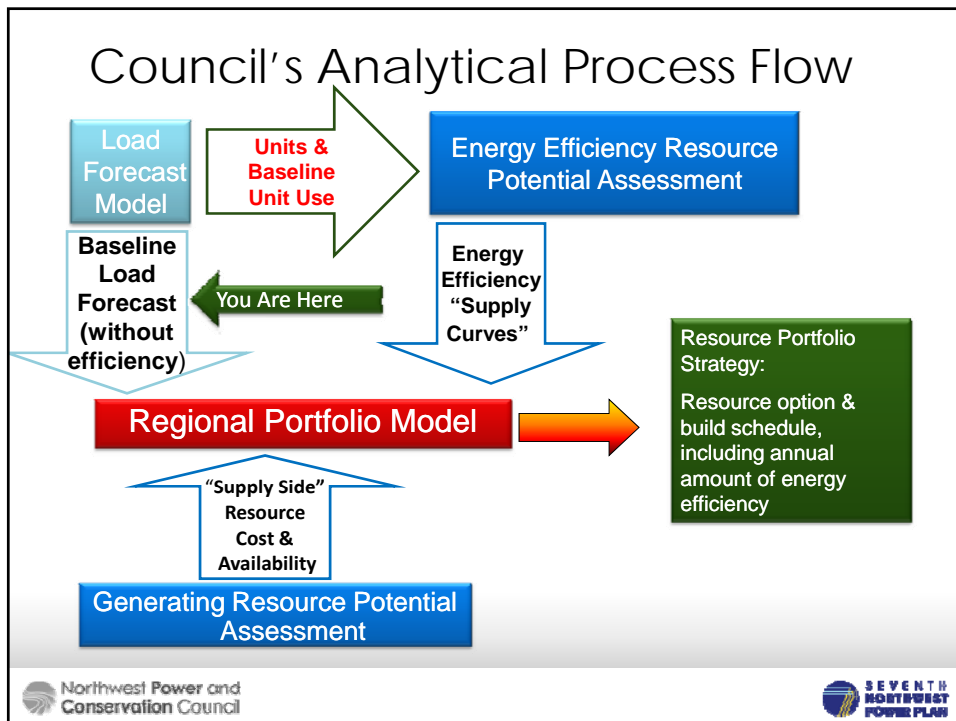 Council's Analytical Process Flow
Load
Forecast
Model
Units &
Baseline
Unit Use
Energy Efficiency Resource
Potential Assessment
Baseline
Load
Forecast
(without
efficiency)
You Are Here
Energy
Efficiency
“Supply
Curves”
Resource Portfolio
Strategy:
Resource option &
build schedule,
including annual
amount of energy
efficiency
Regional Portfolio Model
“Supply Side”
Resource
Cost &
Availability
Generating Resource Potential
Assessment
Northwest Power and
Conservation Council
SEVENTH
NORTHWEST
POWER PLAN